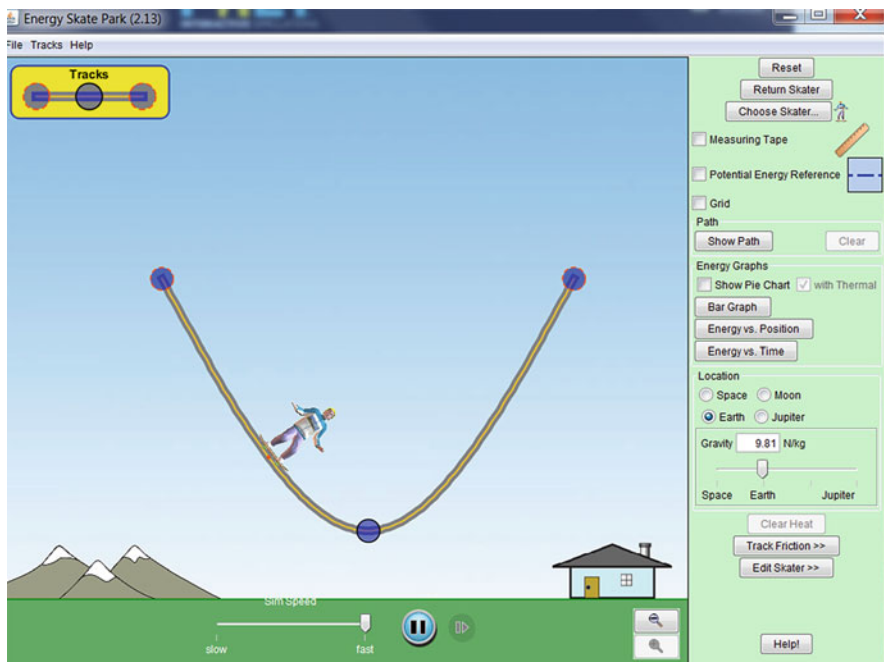 Energy Skate Park (2.13)
File Tracks Help
Tracks
Reset
Return Skater
Choose Skater...
Measuring Tape
Potential Energy Reference
Grid
Path
Show Path Clear
Energy Graphs
Show Pie Chart with Thermal
Bar Graph
Energy vs. Position
Energy vs. Time
Location
Space Moon
Earth Jupiter
Gravity 9.81 N/kg
Space Earth Jupiter
Clear Heat
Track Friction >>
Edit Skater >>
Help!
Sim Speed
slow fast